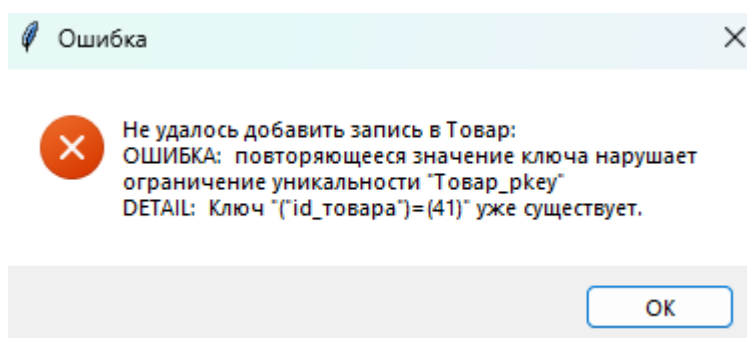 Ошибка
Не удалось добавить запись в Товар:
ОШИБКА:  повторяющееся значение ключа нарушает
ограничение уникальности "Товар_pkey"
DETAIL:  Ключ "("id_товара")=(41)" уже существует.
ОК